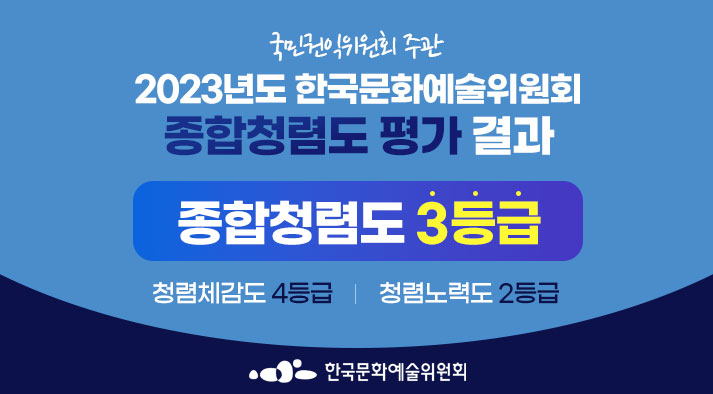 국민권익위원회 주관
2023년도 한국문화예술위원회
종합청렴도 평가 결과
종합청렴도 3등급
청렴체감도 4등급 | 청렴노력도 2등급
한국문화예술위원회